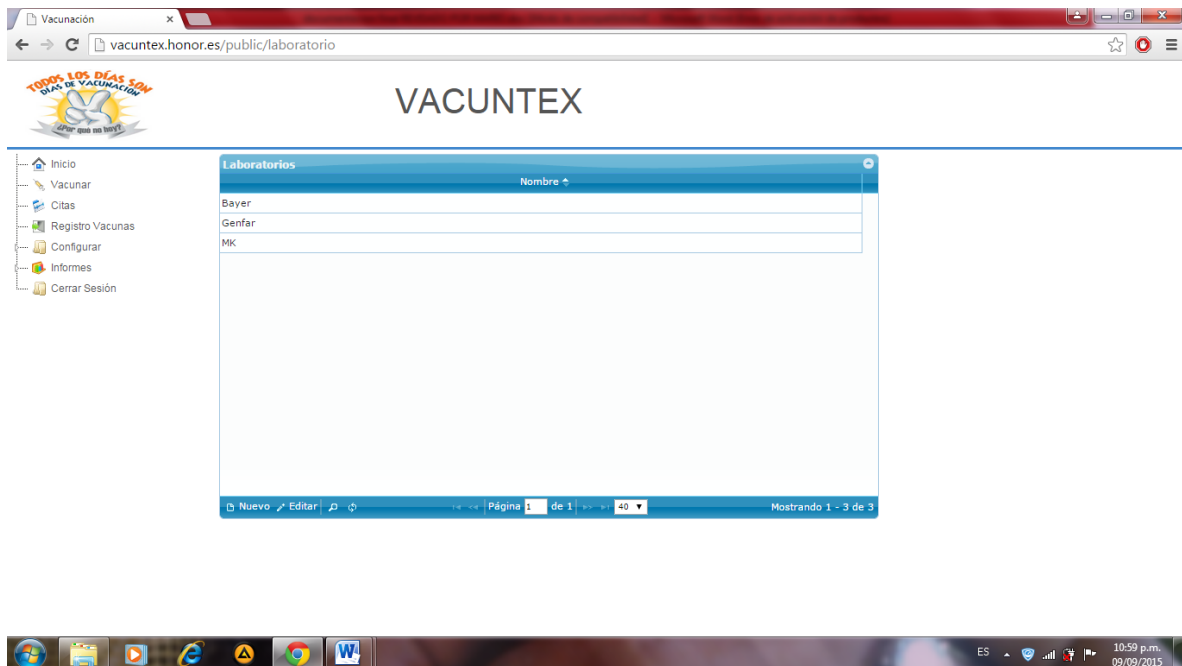 Vacunación
vacuntex.honor.es/public/laboratorio
TODOS LOS DÍAS SON
DIAS DE VACUNACIÓN
¿Por que no hoy?
VACUNTEX
Inicio
Vacunar
Citas
Registro Vacunas
Configurar
Informes
Cerrar Sesión
Laboratorios
Nombre
Bayer
Genfar
MK
Nuevo Editar Página 1 de 1 40 Mostrando 1 - 3 de 3
ES 10:59 p.m.
09/09/2015